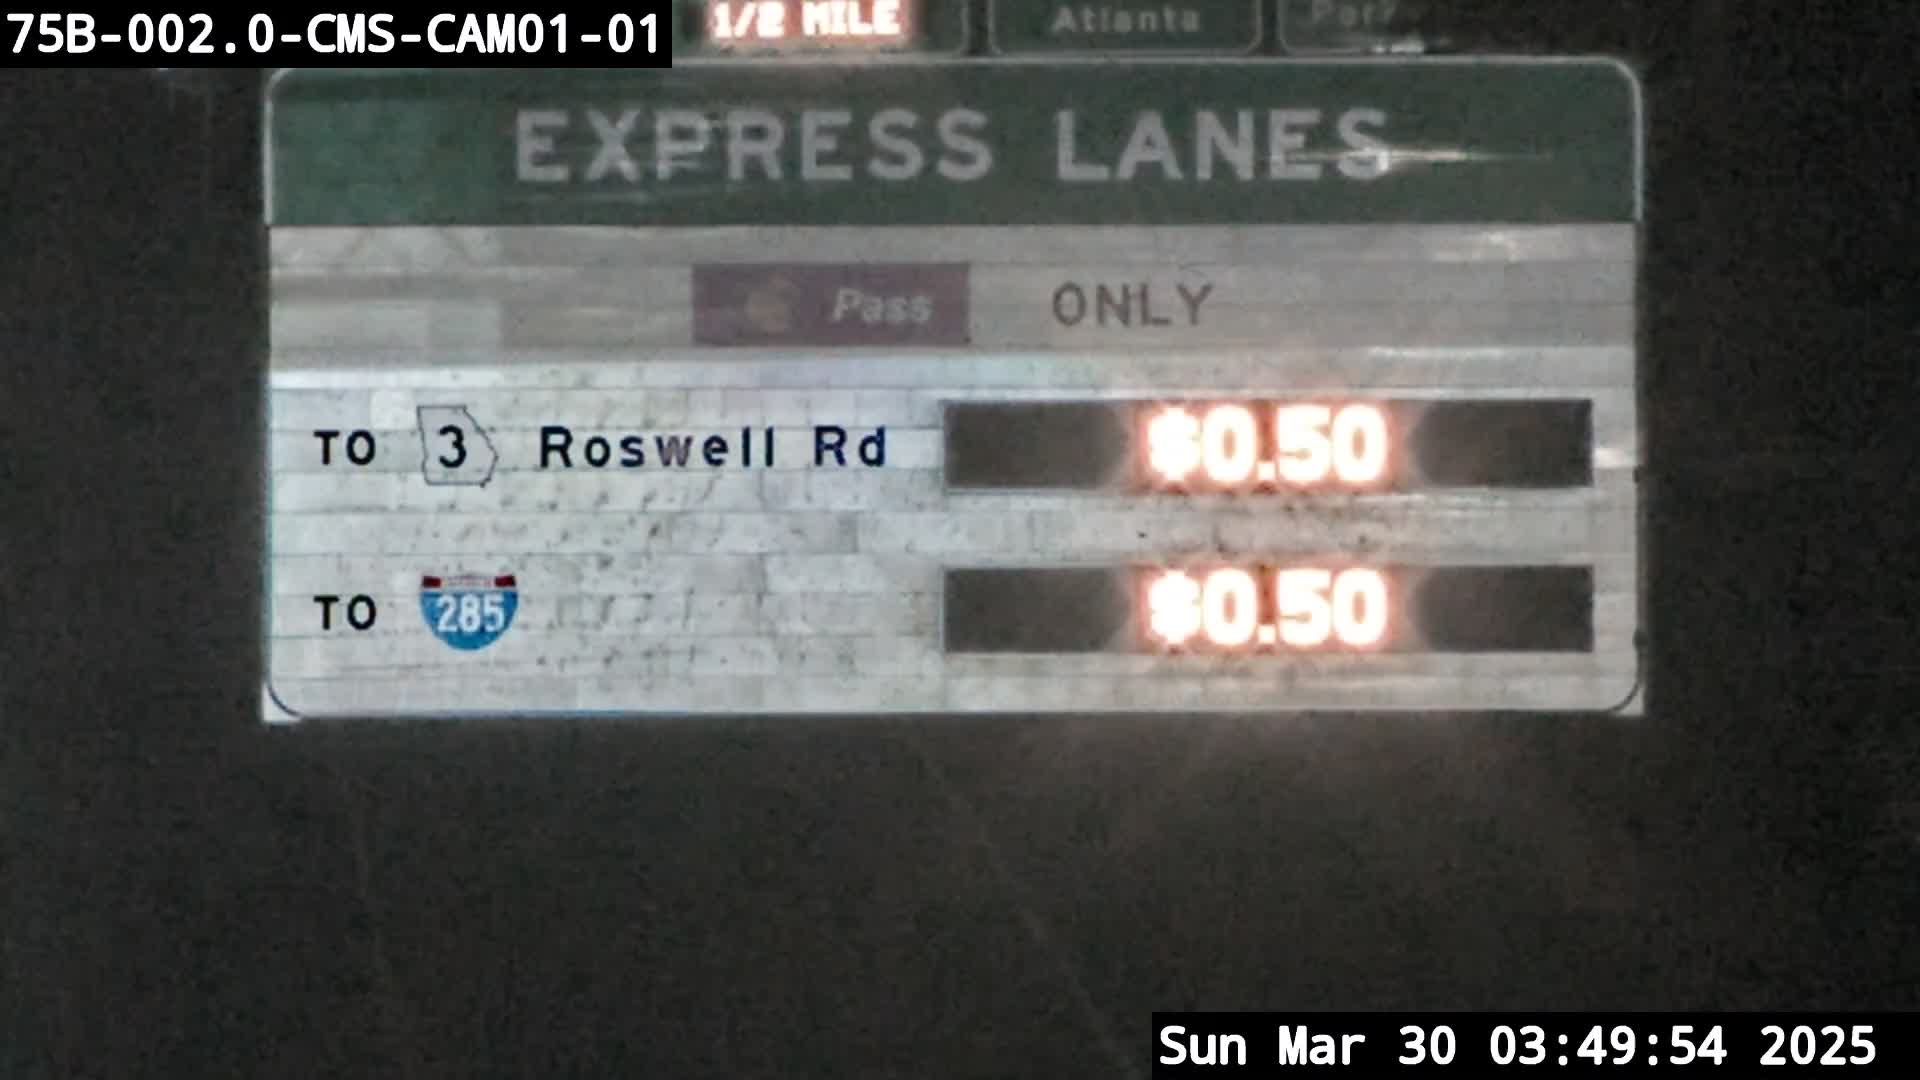 75B-002.0-CMS-CAM01-01
1/2 MILE
Atlanta
EXPRESS LANES
Pass ONLY
TO 3 Roswell Rd $0.50
TO 285 $0.50
Sun Mar 30 03:49:54 2025